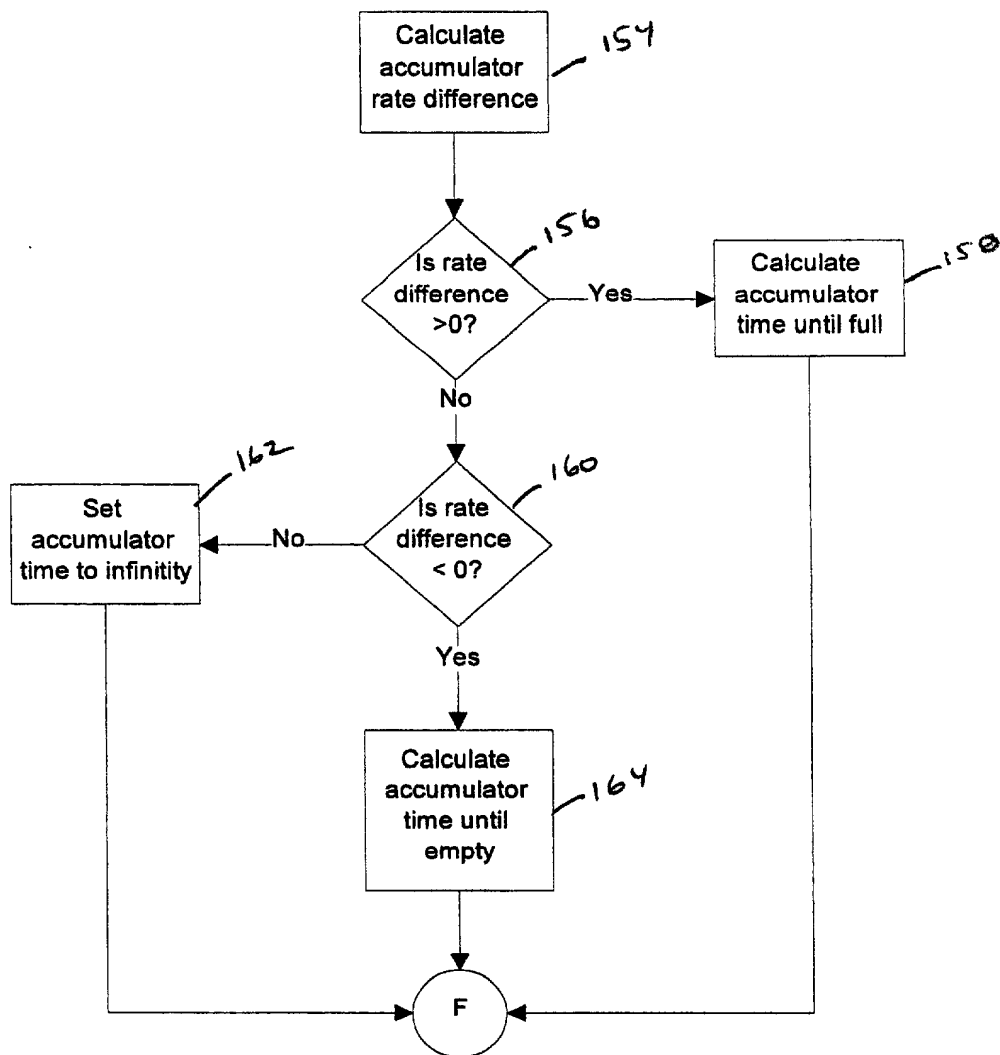 Calculate
accumulator
rate difference
154
Is rate
difference
>0?
156
Yes
Calculate
accumulator
time until full
158
No
Is rate
difference
< 0?
160
No
Set
accumulator
time to infinitity
162
Yes
Calculate
accumulator
time until
empty
164
F